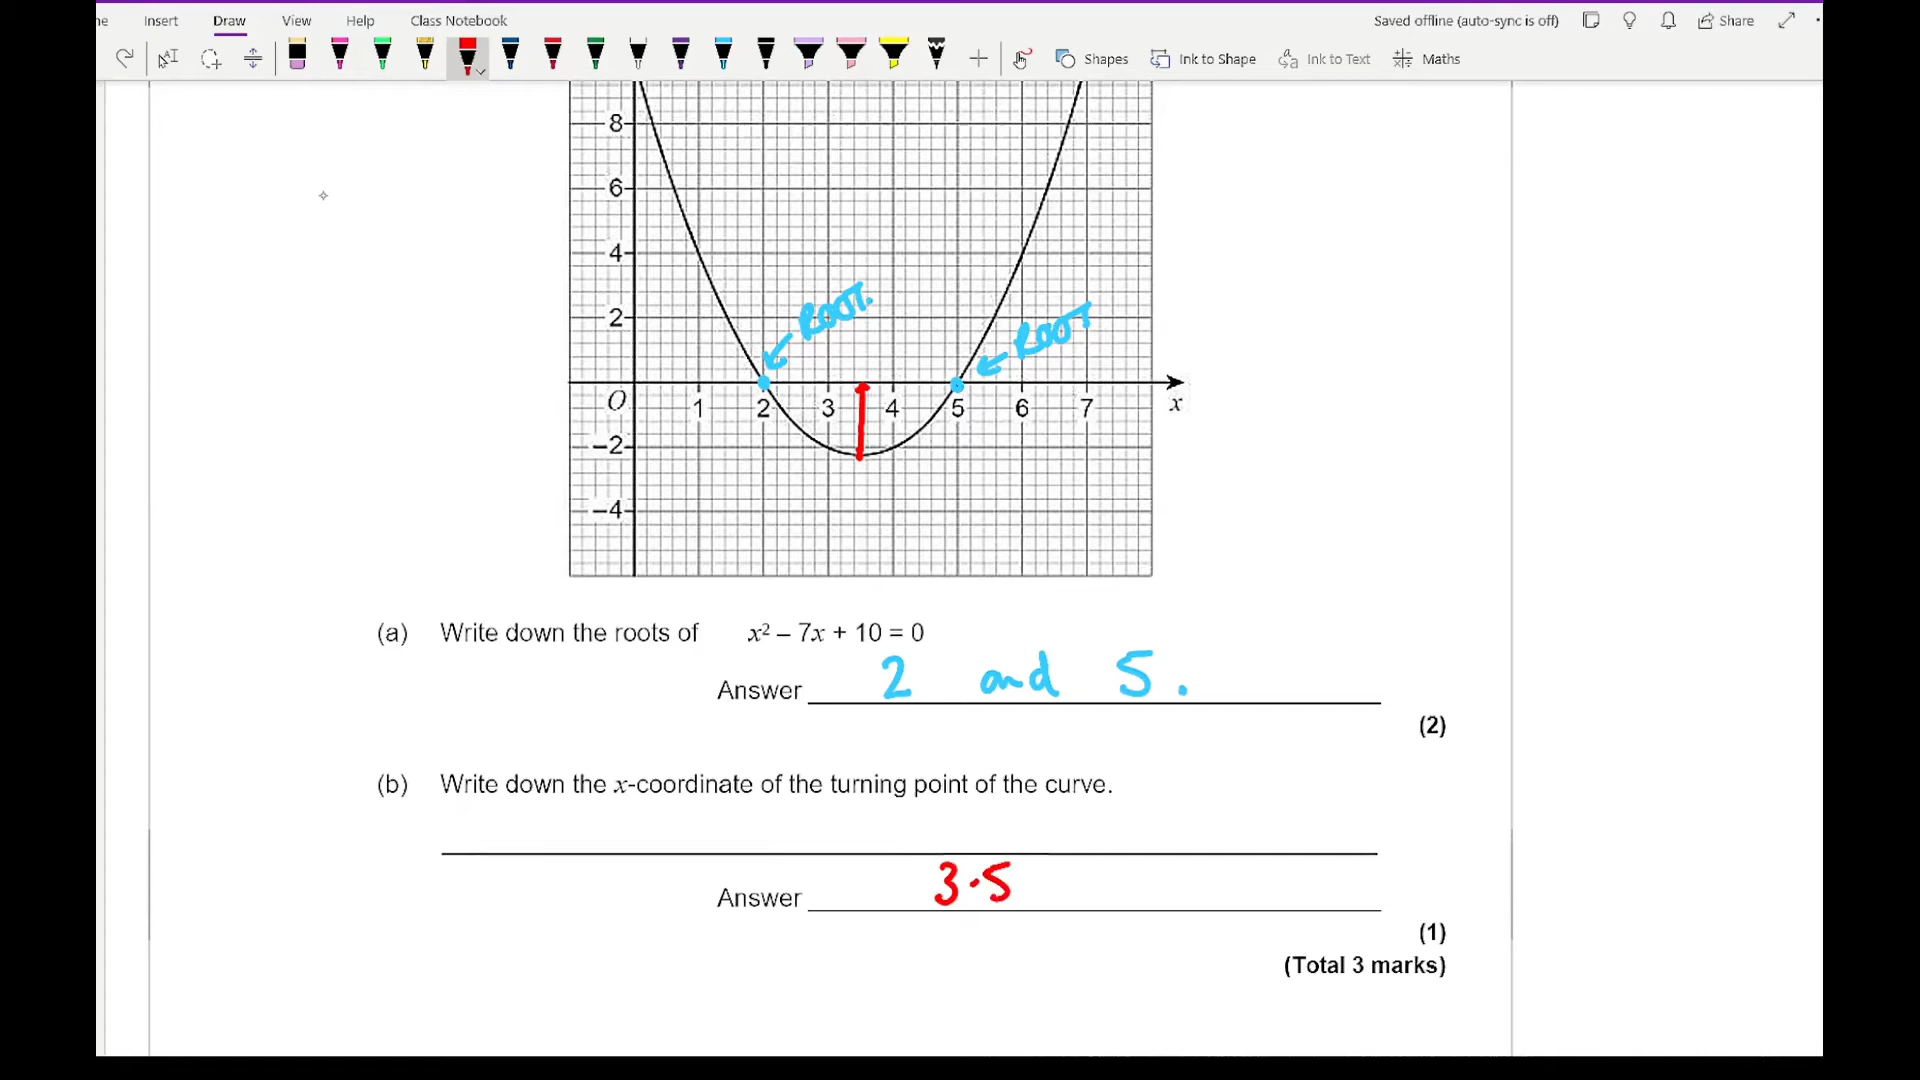 Insert Draw View Help Class Notebook Saved offline (auto-sync is off) Share
Shapes Ink to Shape Ink to Text Maths
8
6
4
2
ROOT.
ROOT
O 1 2 3 4 5 6 7 x
–2
–4
(a) Write down the roots of x² – 7x + 10 = 0
Answer 2 and 5.
(2)
(b) Write down the x-coordinate of the turning point of the curve.
Answer 3·5
(1)
(Total 3 marks)